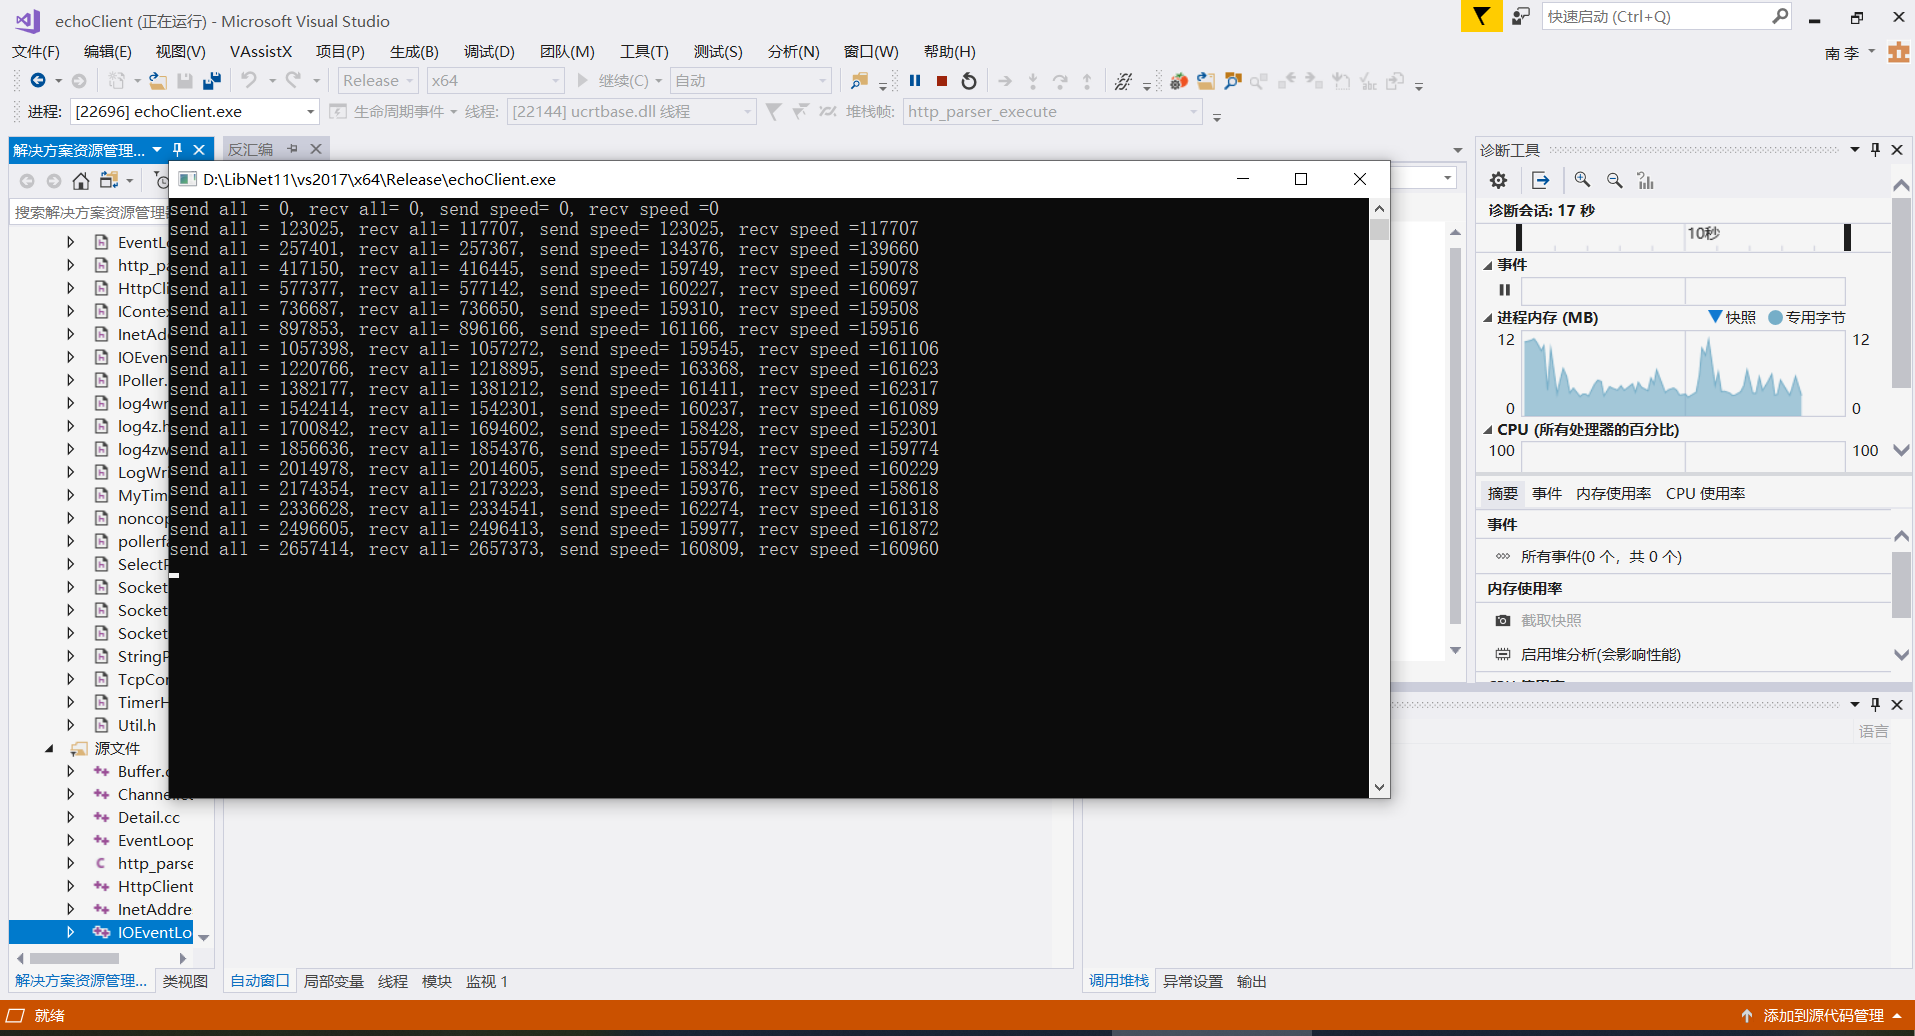 echoClient (正在运行) - Microsoft Visual Studio
快速启动 (Ctrl+Q)
文件(F) 编辑(E) 视图(V) VAssistX 项目(P) 生成(B) 调试(D) 团队(M) 工具(T) 测试(S) 分析(N) 窗口(W) 帮助(H)
南 李
Release x64 继续(C) 自动
进程: [22696] echoClient.exe 生命周期事件 线程: [22144] ucrtbase.dll 线程 堆栈帧: http_parser_execute
解决方案资源管理...
反汇编
搜索解决方案资源管理
EventL
http_p
HttpCli
IContex
InetAd
IOEven
IPoller.
log4wr
log4z.h
log4zw
LogWri
MyTim
noncop
pollerfa
SelectP
Socket
Socket
Socket
StringP
TcpCor
TimerH
Util.h
源文件
Buffer.c
Channel.cc
Detail.cc
EventLoop
http_parse
HttpClient
InetAddre
IOEventLo
解决方案资源管理... 类视图
D:\LibNet11\vs2017\x64\Release\echoClient.exe
send all = 0, recv all= 0, send speed= 0, recv speed =0
send all = 123025, recv all= 117707, send speed= 123025, recv speed =117707
send all = 257401, recv all= 257367, send speed= 134376, recv speed =139660
send all = 417150, recv all= 416445, send speed= 159749, recv speed =159078
send all = 577377, recv all= 577142, send speed= 160227, recv speed =160697
send all = 736687, recv all= 736650, send speed= 159310, recv speed =159508
send all = 897853, recv all= 896166, send speed= 161166, recv speed =159516
send all = 1057398, recv all= 1057272, send speed= 159545, recv speed =161106
send all = 1220766, recv all= 1218895, send speed= 163368, recv speed =161623
send all = 1382177, recv all= 1381212, send speed= 161411, recv speed =162317
send all = 1542414, recv all= 1542301, send speed= 160237, recv speed =161089
send all = 1700842, recv all= 1694602, send speed= 158428, recv speed =152301
send all = 1856636, recv all= 1854376, send speed= 155794, recv speed =159774
send all = 2014978, recv all= 2014605, send speed= 158342, recv speed =160229
send all = 2174354, recv all= 2173223, send speed= 159376, recv speed =158618
send all = 2336628, recv all= 2334541, send speed= 162274, recv speed =161318
send all = 2496605, recv all= 2496413, send speed= 159977, recv speed =161872
send all = 2657414, recv all= 2657373, send speed= 160809, recv speed =160960
诊断工具
诊断会话: 17 秒
10秒
事件
进程内存 (MB) 快照 专用字节
12 12
0 0
CPU (所有处理器的百分比)
100 100
摘要 事件 内存使用率 CPU 使用率
事件
所有事件(0 个，共 0 个)
内存使用率
截取快照
启用堆分析(会影响性能)
语言
自动窗口 局部变量 线程 模块 监视 1
调用堆栈 异常设置 输出
就绪
添加到源代码管理